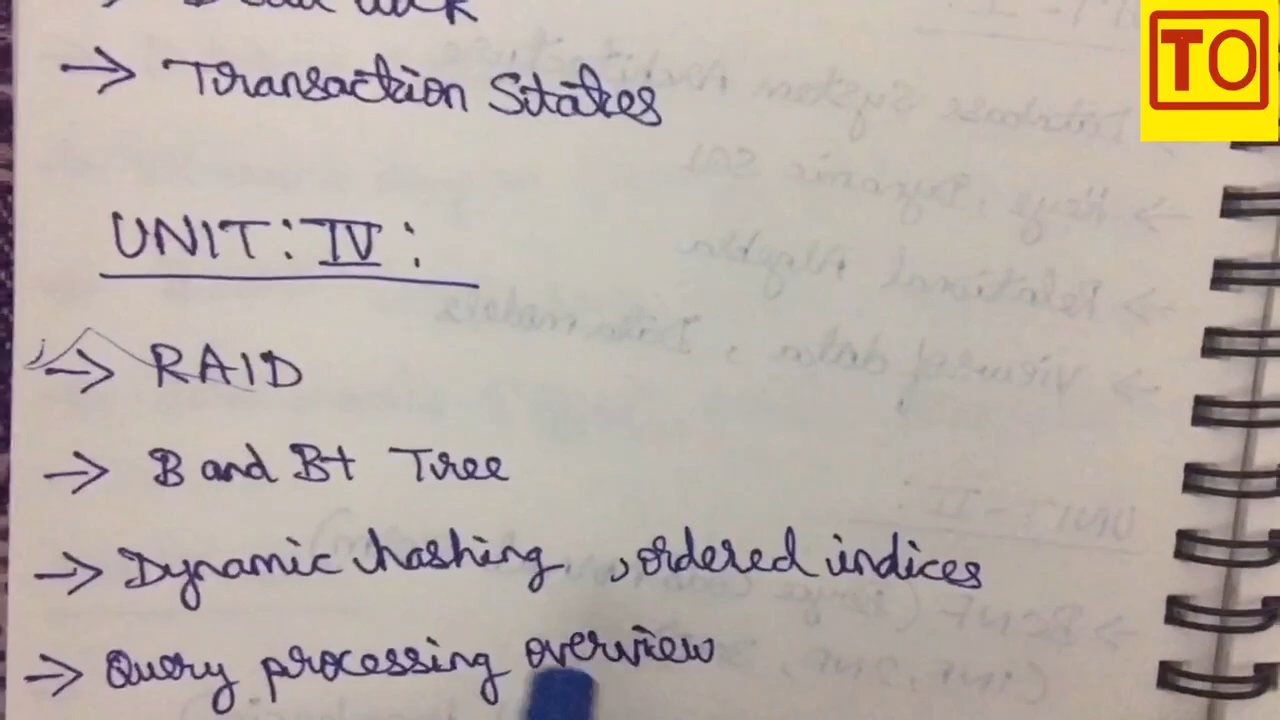 → Transaction States
TO
UNIT: IV:
→ RAID
→ B and B+ Tree
→ Dynamic hashing, ordered indices
→ Query processing overview